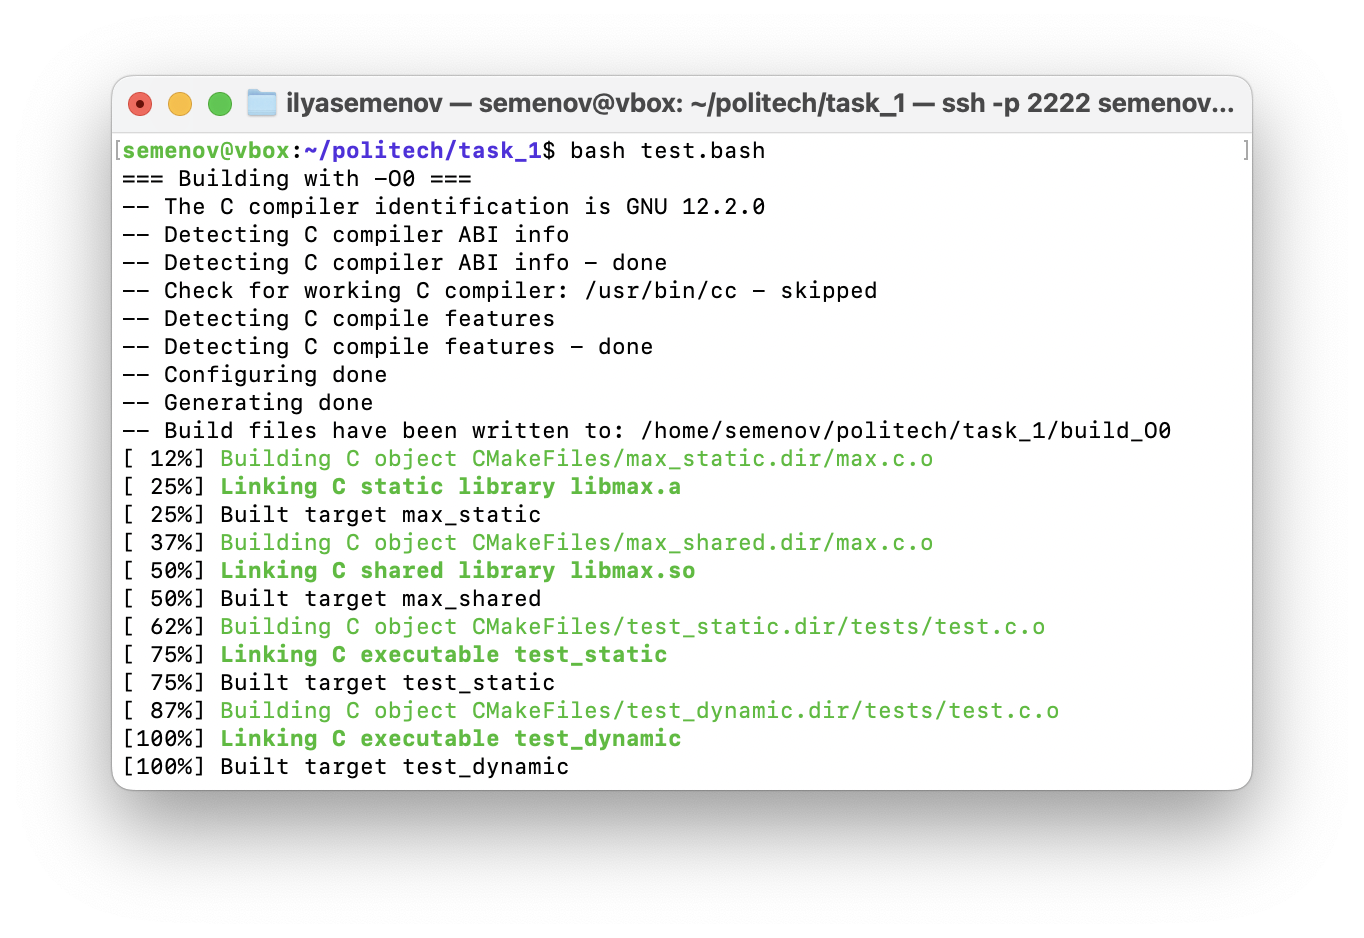 ilyasemenov — semenov@vbox: ~/politech/task_1 — ssh -p 2222 semenov...
[semenov@vbox:~/politech/task_1$ bash test.bash ]
=== Building with -O0 ===
-- The C compiler identification is GNU 12.2.0
-- Detecting C compiler ABI info
-- Detecting C compiler ABI info - done
-- Check for working C compiler: /usr/bin/cc - skipped
-- Detecting C compile features
-- Detecting C compile features - done
-- Configuring done
-- Generating done
-- Build files have been written to: /home/semenov/politech/task_1/build_O0
[ 12%] Building C object CMakeFiles/max_static.dir/max.c.o
[ 25%] Linking C static library libmax.a
[ 25%] Built target max_static
[ 37%] Building C object CMakeFiles/max_shared.dir/max.c.o
[ 50%] Linking C shared library libmax.so
[ 50%] Built target max_shared
[ 62%] Building C object CMakeFiles/test_static.dir/tests/test.c.o
[ 75%] Linking C executable test_static
[ 75%] Built target test_static
[ 87%] Building C object CMakeFiles/test_dynamic.dir/tests/test.c.o
[100%] Linking C executable test_dynamic
[100%] Built target test_dynamic